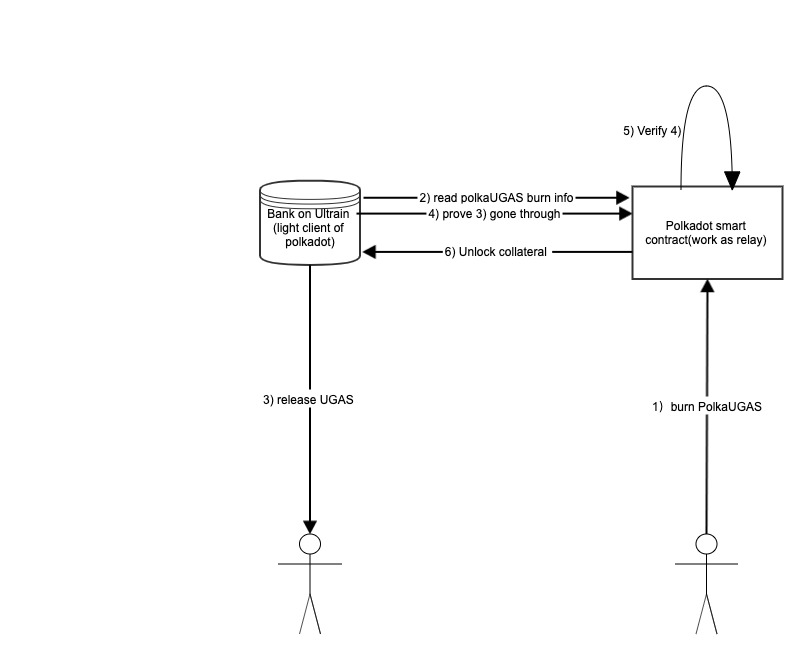 5) Verify 4)
2) read polkaUGAS burn info
4) prove 3) gone through
6) Unlock collateral
Bank on Ultrain
(light client of
polkadot)
Polkadot smart
contract(work as relay)
3) release UGAS
1) burn PolkaUGAS